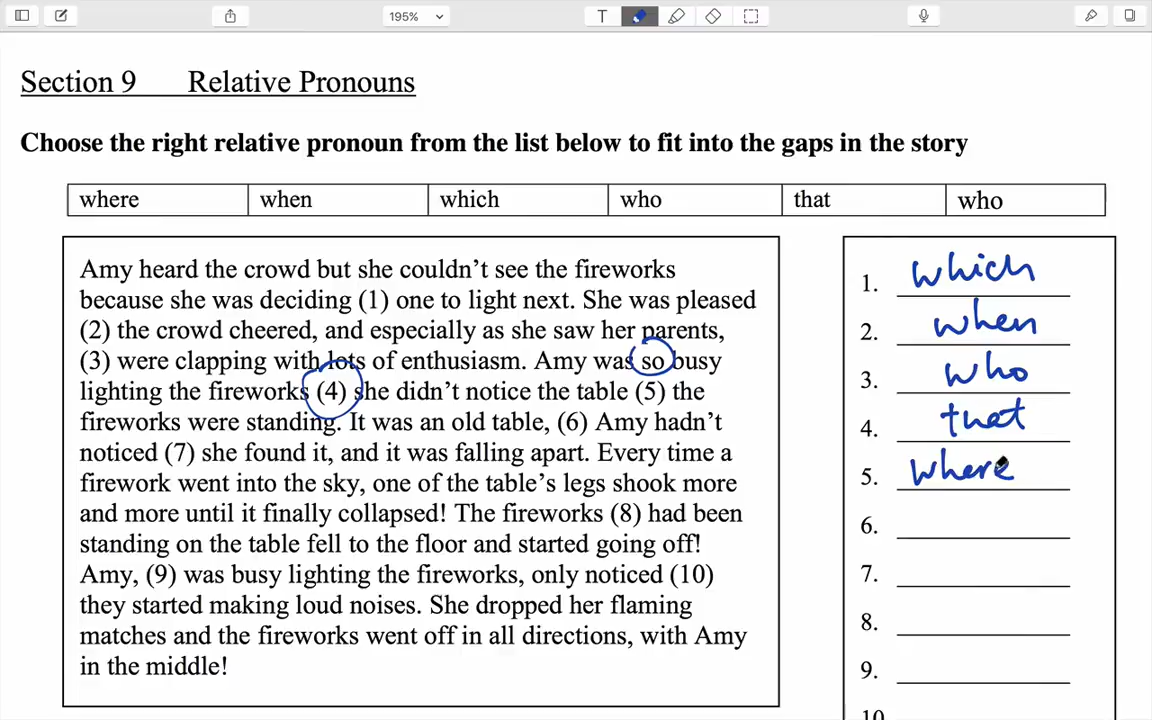 195%
T
Section 9 Relative Pronouns
Choose the right relative pronoun from the list below to fit into the gaps in the story
where when which who that who
Amy heard the crowd but she couldn’t see the fireworks
because she was deciding (1) one to light next. She was pleased
(2) the crowd cheered, and especially as she saw her parents,
(3) were clapping with lots of enthusiasm. Amy was so busy
lighting the fireworks (4) she didn’t notice the table (5) the
fireworks were standing. It was an old table, (6) Amy hadn’t
noticed (7) she found it, and it was falling apart. Every time a
firework went into the sky, one of the table’s legs shook more
and more until it finally collapsed! The fireworks (8) had been
standing on the table fell to the floor and started going off!
Amy, (9) was busy lighting the fireworks, only noticed (10)
they started making loud noises. She dropped her flaming
matches and the fireworks went off in all directions, with Amy
in the middle!
1. which
2. when
3. who
4. that
5. where
6.
7.
8.
9.
10